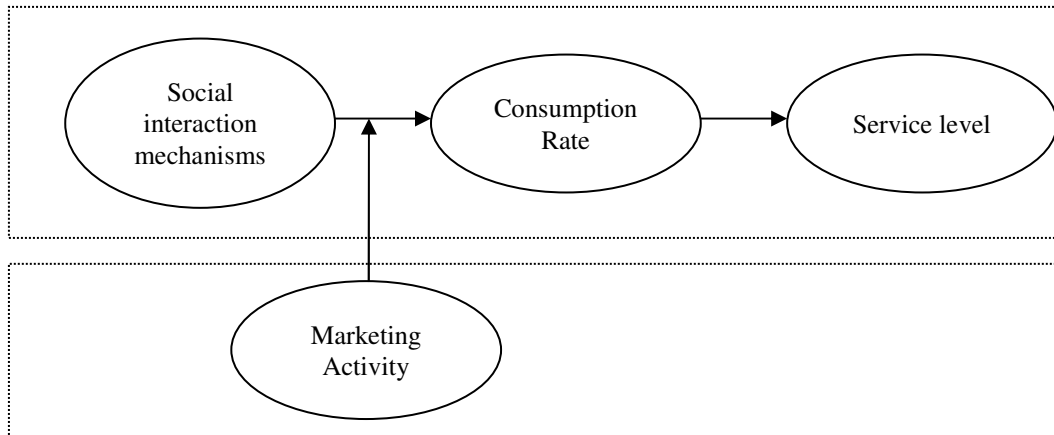 Social
interaction
mechanisms
Consumption
Rate
Service level
Marketing
Activity